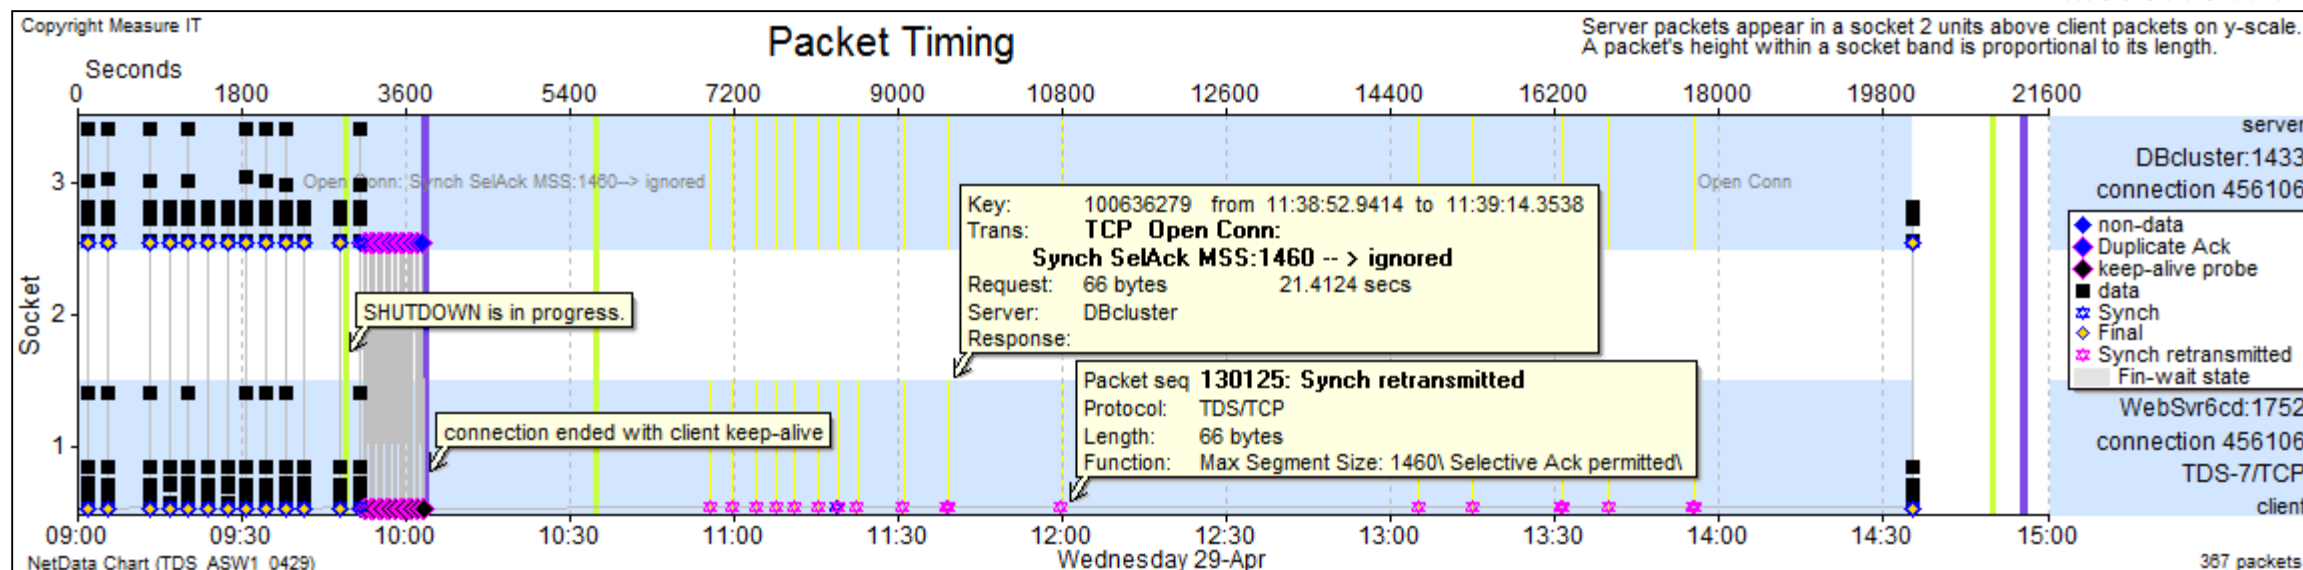 Copyright Measure IT
Packet Timing
Server packets appear in a socket 2 units above client packets on y-scale.
A packet's height within a socket band is proportional to its length.
Seconds
0 1800 3600 5400 7200 9000 10800 12600 14400 16200 18000 19800 21600
server
DBcluster:1433
connection 456106
3
Open Conn: Synch SelAck MSS:1460--> ignored
Open Conn
Key: 100636279 from 11:38:52.9414 to 11:39:14.3538
Trans: TCP Open Conn:
Synch SelAck MSS:1460 -- > ignored
Request: 66 bytes 21.4124 secs
Server: DBcluster
Response:
non-data
Duplicate Ack
keep-alive probe
data
Synch
Final
Synch retransmitted
Fin-wait state
Socket
2
SHUTDOWN is in progress.
Packet seq 130125: Synch retransmitted
Protocol: TDS/TCP
Length: 66 bytes
Function: Max Segment Size: 1460\ Selective Ack permitted\
1
connection ended with client keep-alive
WebSvr6cd:1752
connection 456106
TDS-7/TCP
client
09:00 09:30 10:00 10:30 11:00 11:30 12:00 12:30 13:00 13:30 14:00 14:30 15:00
Wednesday 29-Apr
NetData Chart (TDS_ASW1_0429)
367 packets